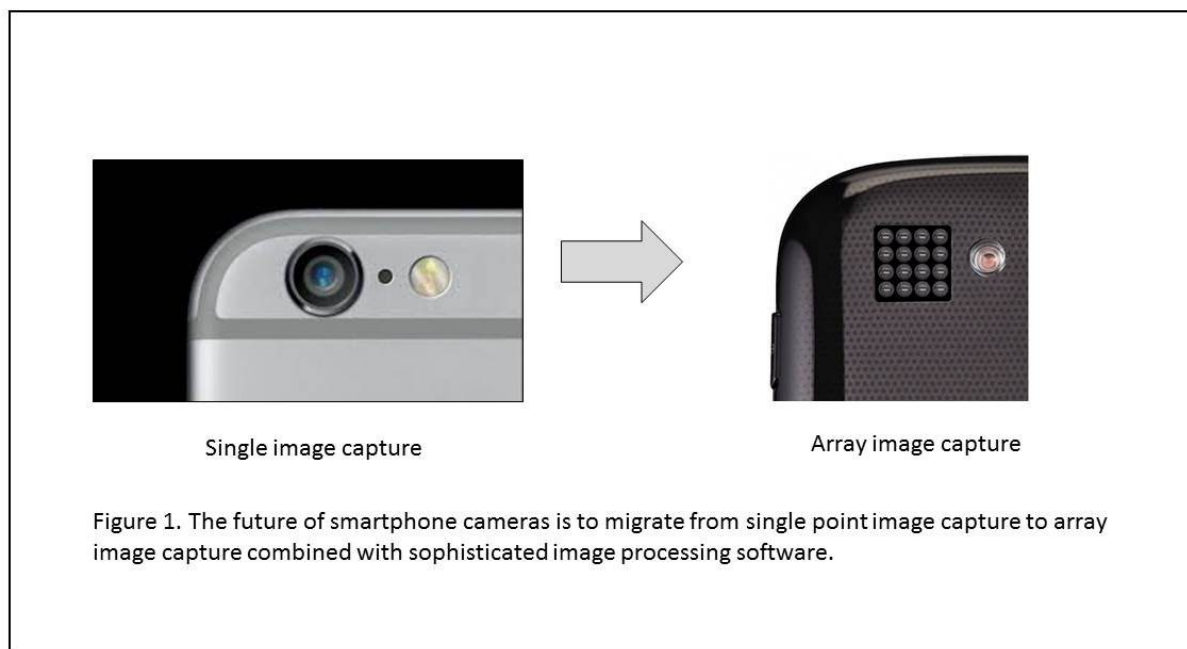 Single image capture
Array image capture
Figure 1. The future of smartphone cameras is to migrate from single point image capture to array
image capture combined with sophisticated image processing software.